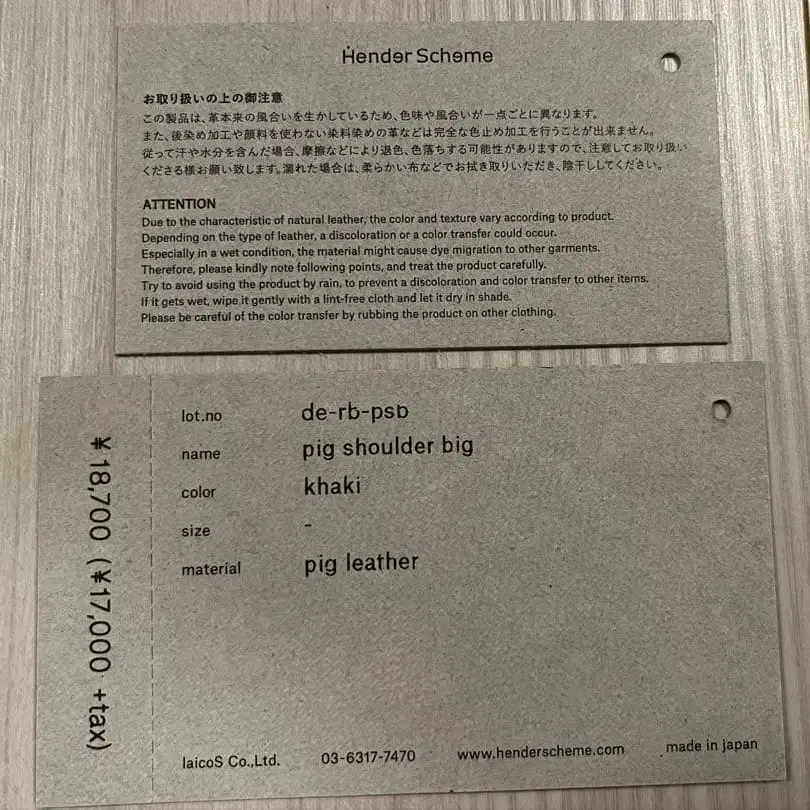 Hender Scheme
お取り扱いの上の御注意
この製品は、革本来の風合いを生かしているため、色味や風合いが一点ごとに異なります。
また、後染め加工や顔料を使わない染料染めの革などは完全な色止め加工を行うことが出来ません。
従って汗や水分を含んだ場合、摩擦などにより退色、色落ちする可能性がありますので、注意してお取り扱い
くださる様お願い致します。濡れた場合は、柔らかい布などでお拭き取りいただき、陰干ししてください。
ATTENTION
Due to the characteristic of natural leather, the color and texture vary according to product.
Depending on the type of leather, a discoloration or a color transfer could occur.
Especially in a wet condition, the material might cause dye migration to other garments.
Therefore, please kindly note following points, and treat the product carefully.
Try to avoid using the product by rain, to prevent a discoloration and color transfer to other items.
If it gets wet, wipe it gently with a lint-free cloth and let it dry in shade.
Please be careful of the color transfer by rubbing the product on other clothing.
¥18,700 (¥17,000 +tax)
lot.no de-rb-psb
name pig shoulder big
color khaki
size -
material pig leather
laicoS Co.,Ltd. 03-6317-7470 www.henderscheme.com made in japan